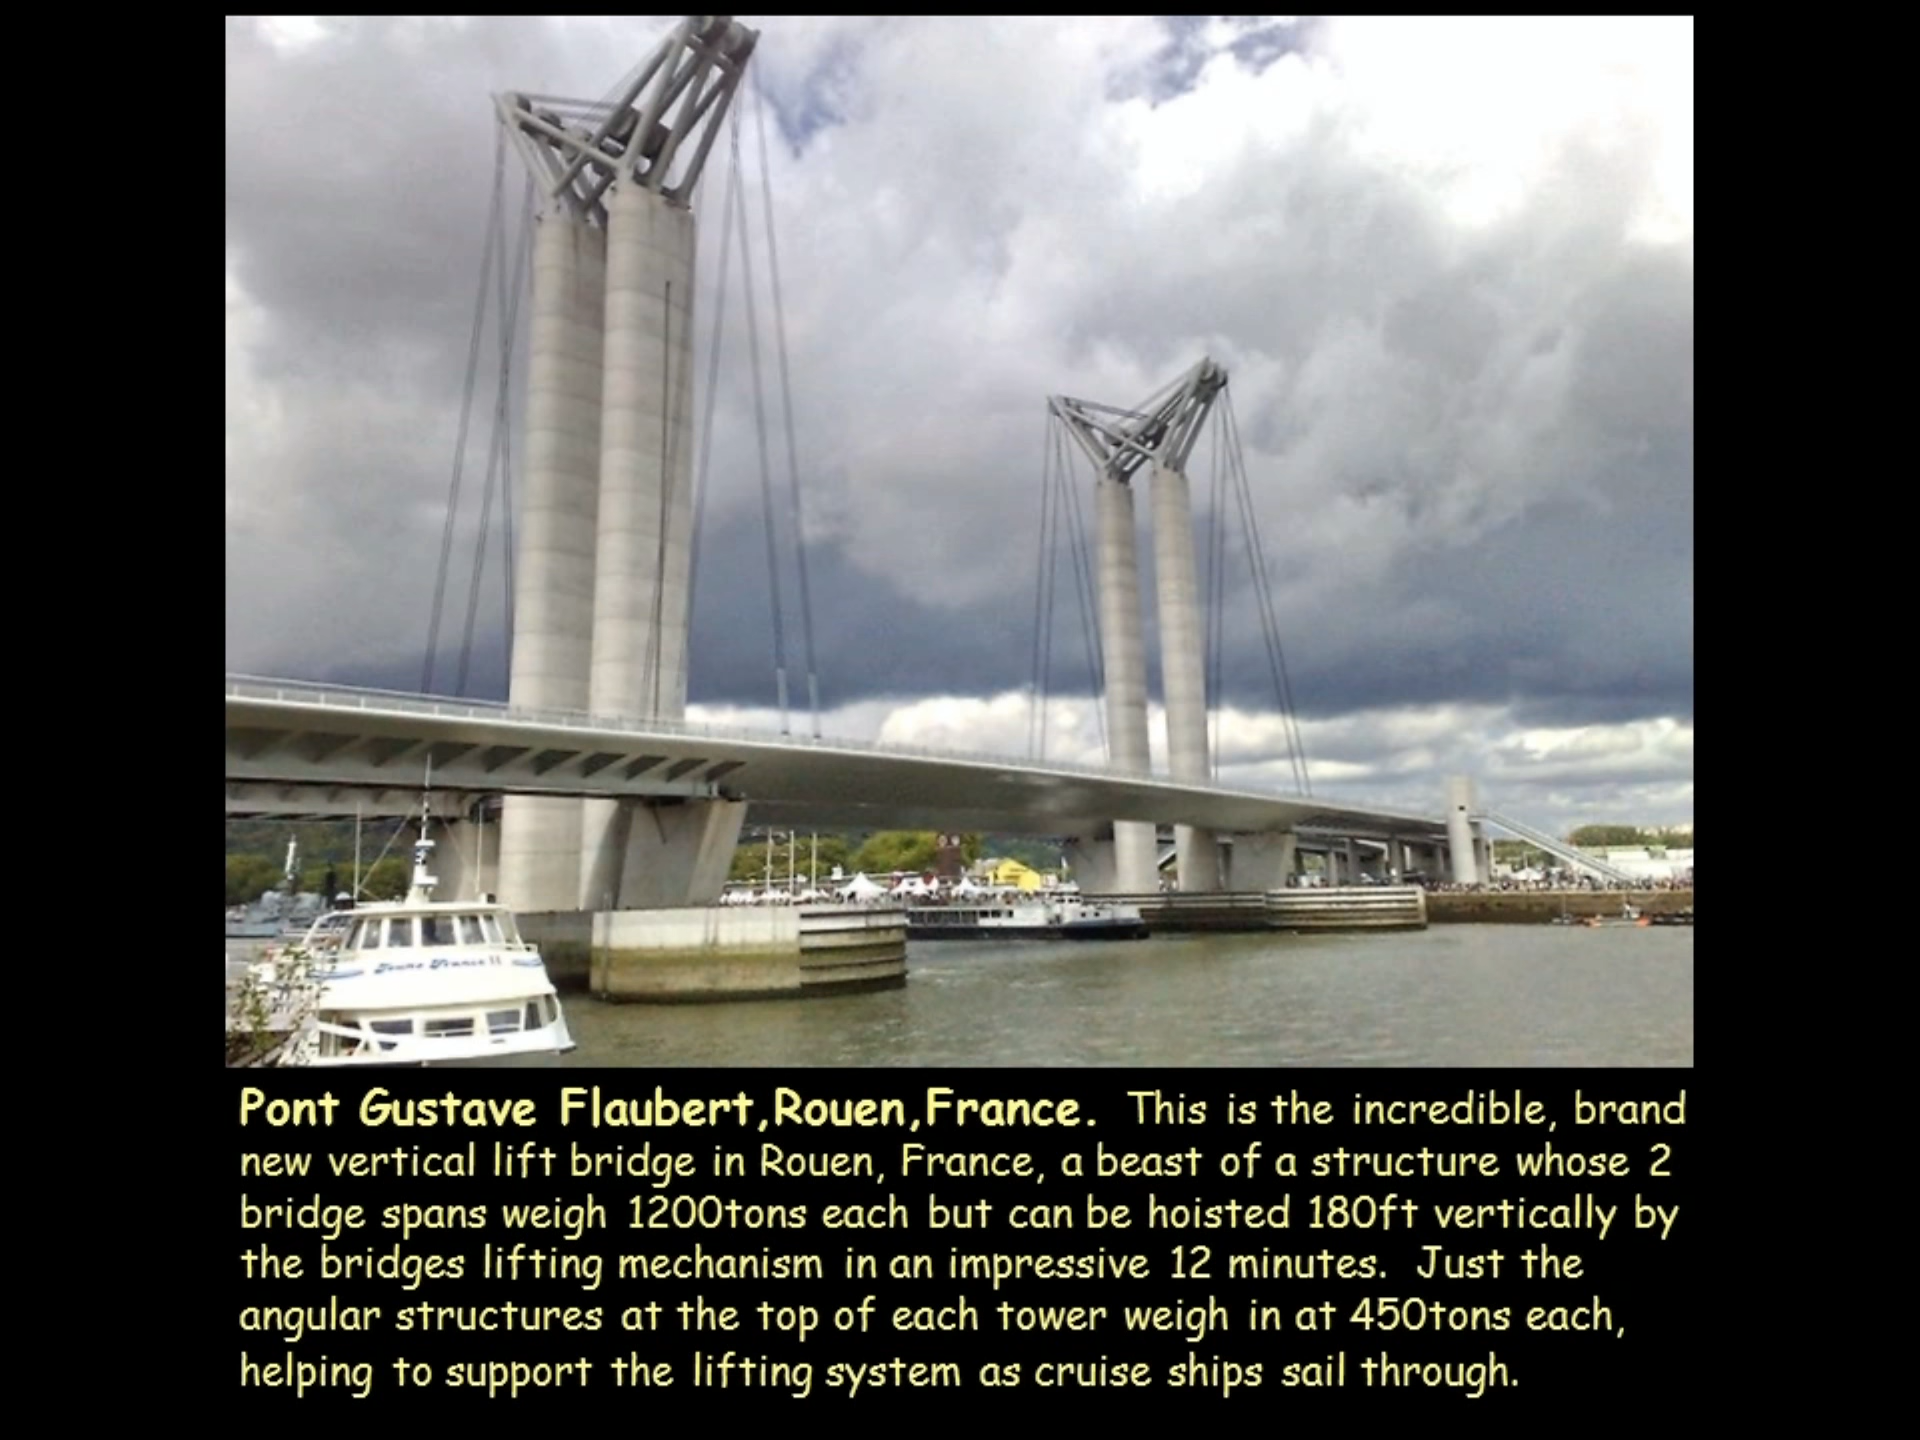 Jeune France II
Pont Gustave Flaubert,Rouen,France. This is the incredible, brand
new vertical lift bridge in Rouen, France, a beast of a structure whose 2
bridge spans weigh 1200tons each but can be hoisted 180ft vertically by
the bridges lifting mechanism in an impressive 12 minutes. Just the
angular structures at the top of each tower weigh in at 450tons each,
helping to support the lifting system as cruise ships sail through.